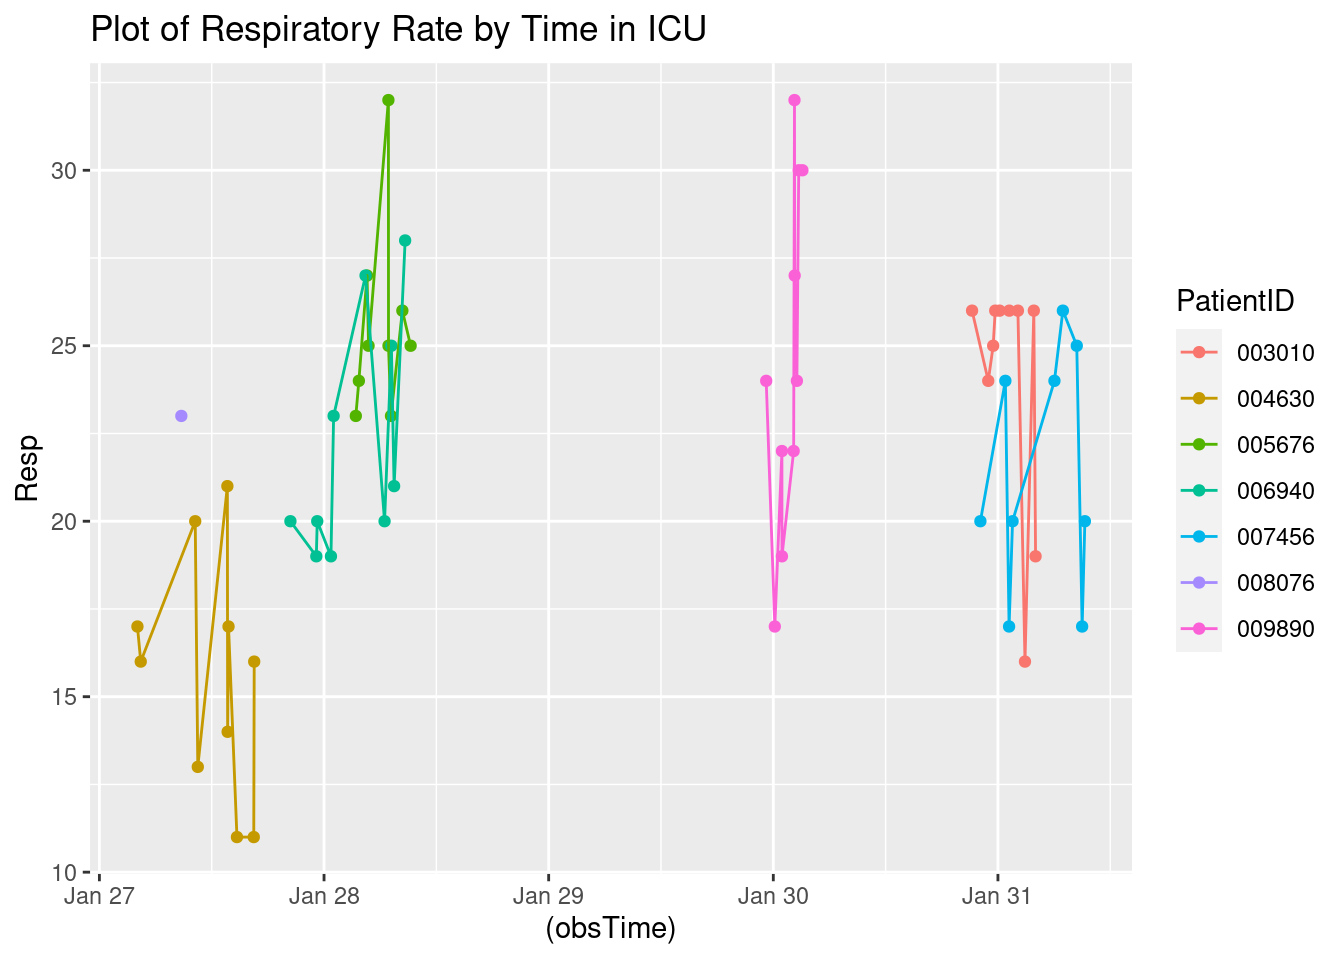 Plot of Respiratory Rate by Time in ICU
Resp
30
25
20
15
10
Jan 27
Jan 28
Jan 29
Jan 30
Jan 31
(obsTime)
PatientID
003010
004630
005676
006940
007456
008076
009890